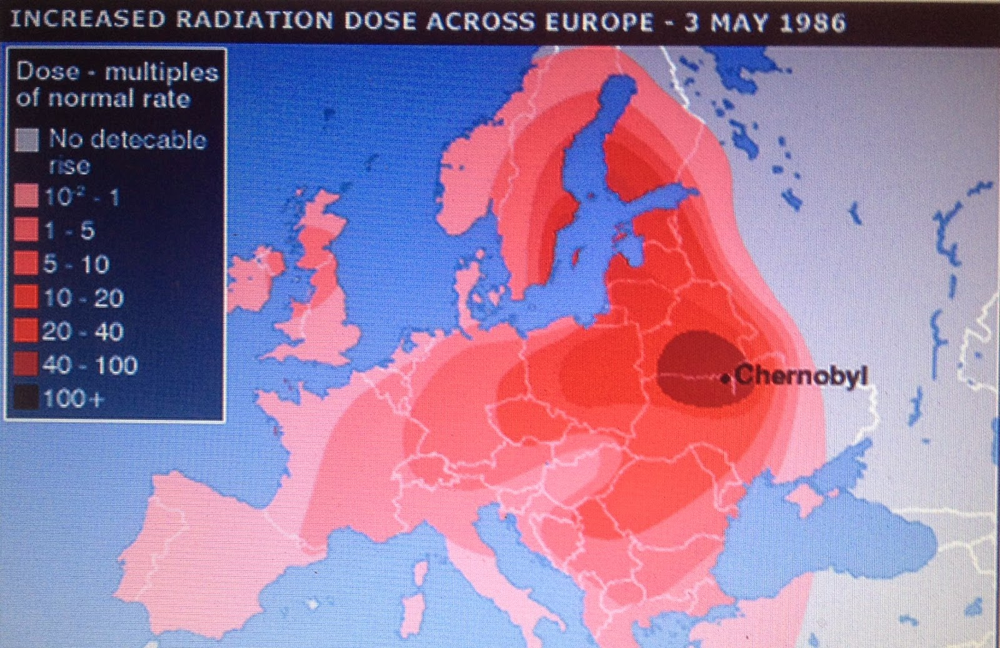 INCREASED RADIATION DOSE ACROSS EUROPE - 3 MAY 1986
Dose - multiples
of normal rate
No detecable
rise
10⁻² - 1
1 - 5
5 - 10
10 - 20
20 - 40
40 - 100
100+
Chernobyl